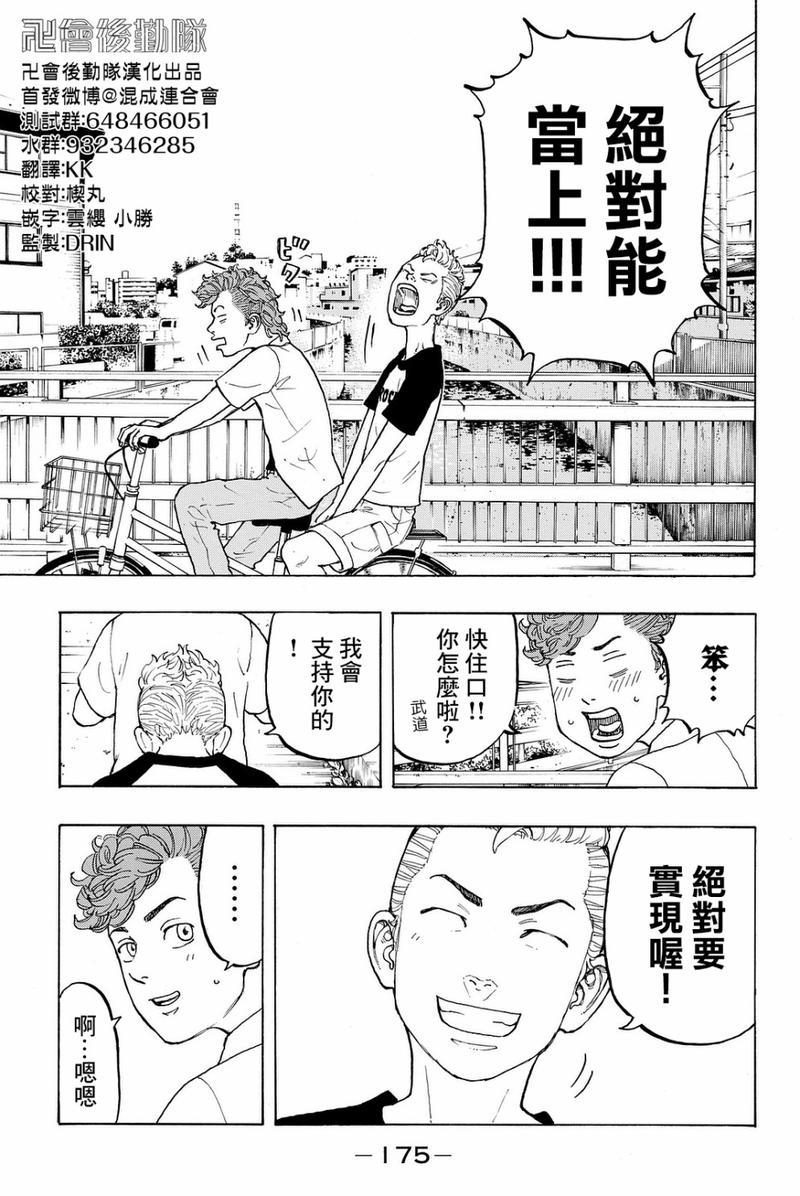 卍會後勤隊
卍會後勤隊漢化出品
首發微博@混成連合會
測試群:648466051
水群:932346285
翻譯:KK
校對:楔丸
嵌字:雲纓 小勝
監製:DRIN
絕對能
當上!!!
ビクッ
ROCK
笨…
快住口!!
你怎麼啦?
武道
我會
支持你的
!
絕對要
實現喔!
……
啊…嗯嗯
—175—